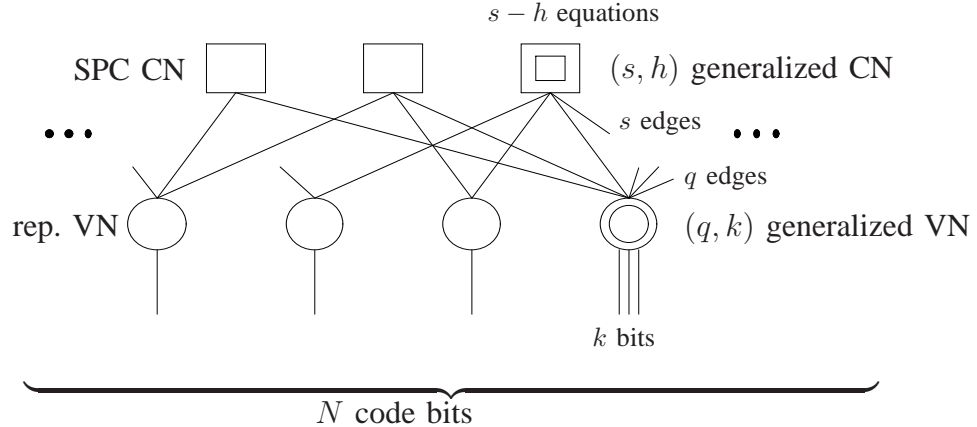 s − h equations
SPC CN
(s, h) generalized CN
s edges
q edges
rep. VN
(q, k) generalized VN
k bits
N code bits